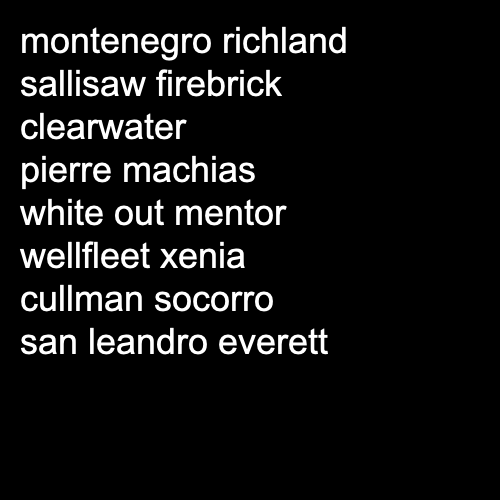 montenegro richland
sallisaw firebrick
clearwater
pierre machias
white out mentor
wellfleet xenia
cullman socorro
san leandro everett